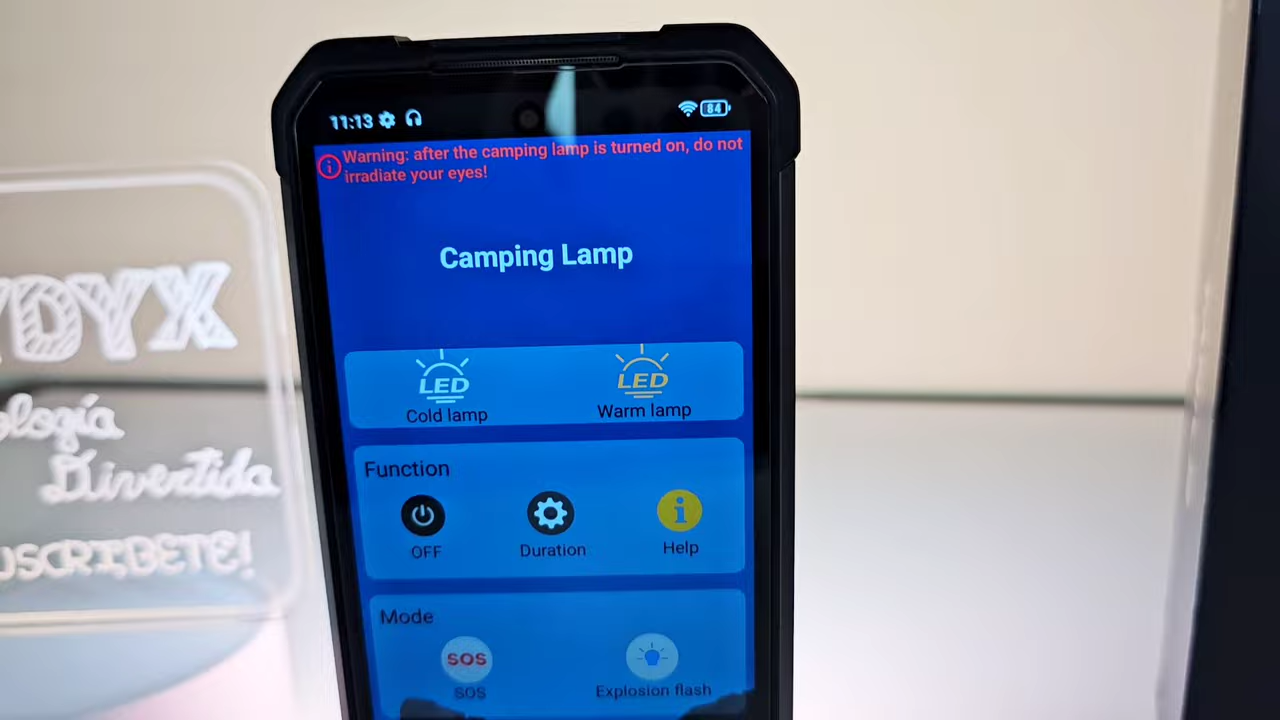 11:13
84
Warning: after the camping lamp is turned on, do not
irradiate your eyes!
Camping Lamp
LED
LED
Cold lamp
Warm lamp
Function
OFF
Duration
Help
Mode
SOS
SOS
Explosion flash
DYX
ología
Divertida
USCRIBETE!